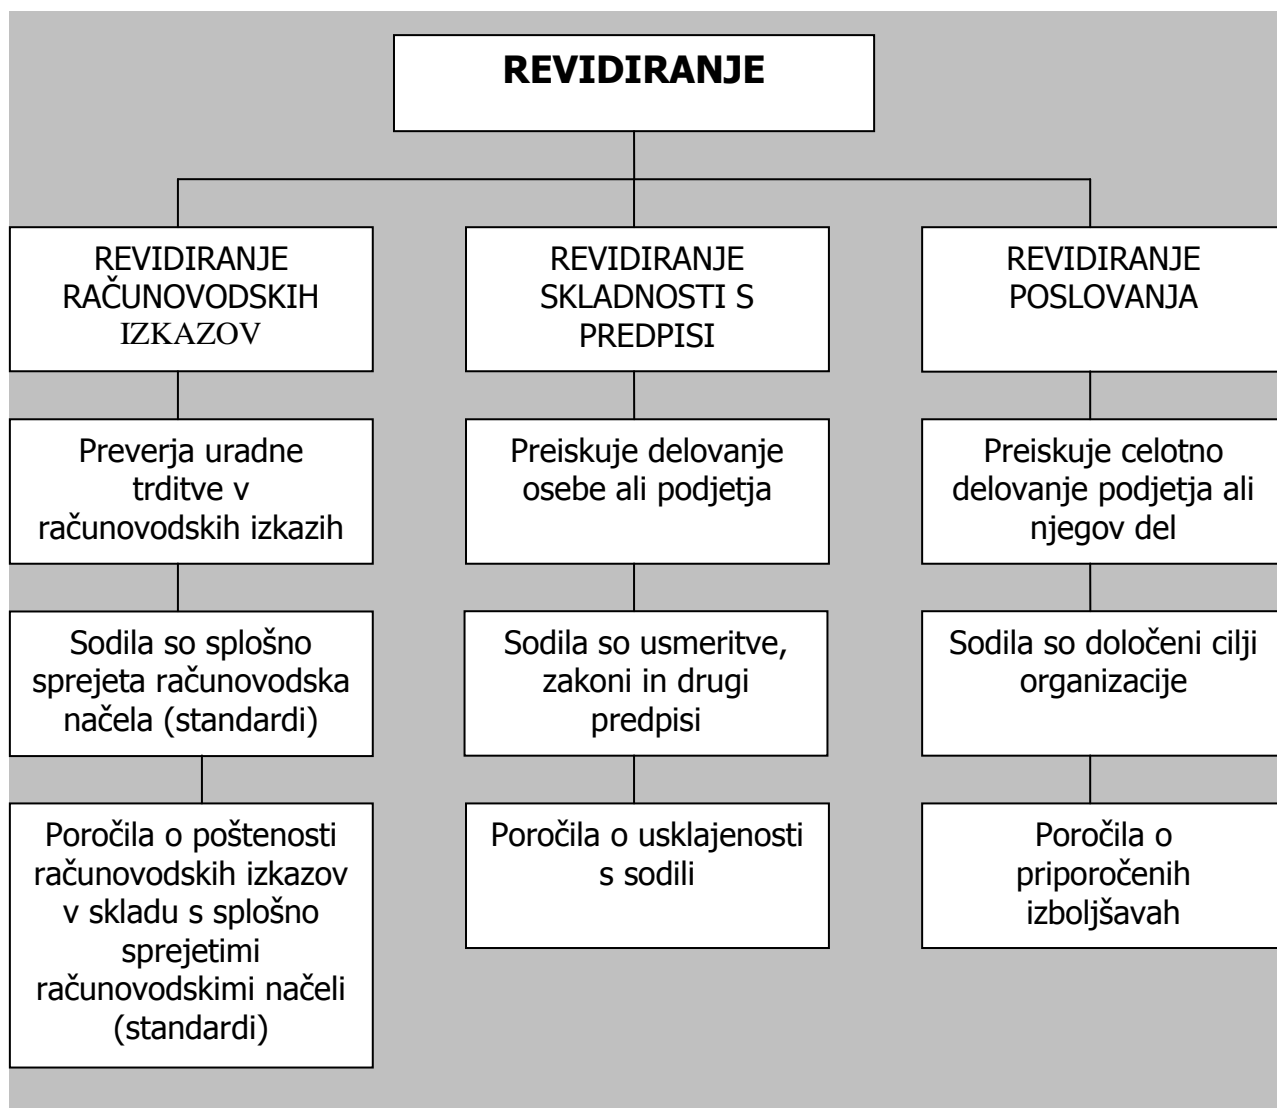 REVIDIRANJE
REVIDIRANJE
RAČUNOVODSKIH
IZKAZOV
Preverja uradne
trditve v
računovodskih izkazih
Sodila so splošno
sprejeta računovodska
načela (standardi)
Poročila o poštenosti
računovodskih izkazov
v skladu s splošno
sprejetimi
računovodskimi načeli
(standardi)
REVIDIRANJE
SKLADNOSTI S
PREDPISI
Preiskuje delovanje
osebe ali podjetja
Sodila so usmeritve,
zakoni in drugi
predpisi
Poročila o usklajenosti
s sodili
REVIDIRANJE
POSLOVANJA
Preiskuje celotno
delovanje podjetja ali
njegov del
Sodila so določeni cilji
organizacije
Poročila o
priporočenih
izboljšavah